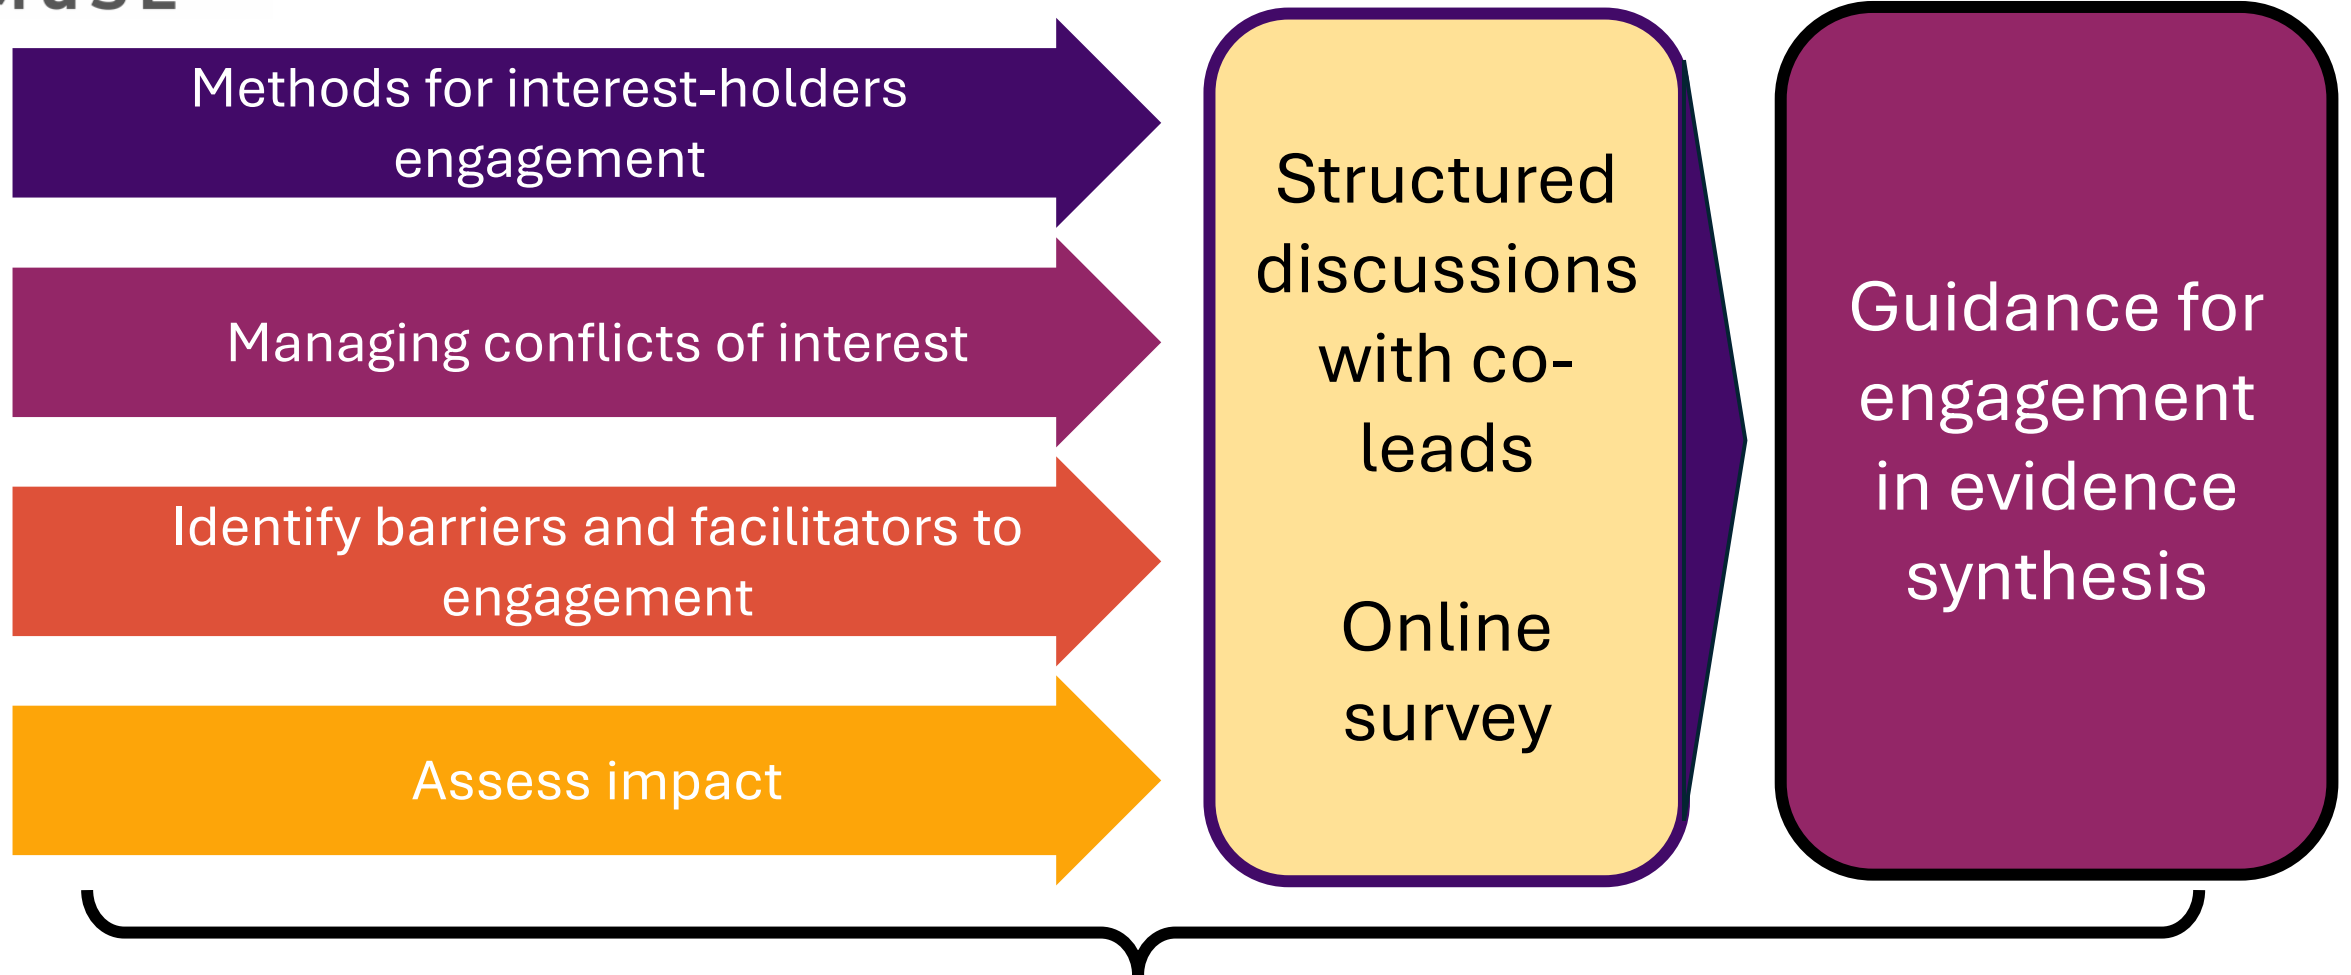 Methods for interest-holders
engagement
Managing conflicts of interest
Identify barriers and facilitators to
engagement
Assess impact
Structured
discussions
with co-
leads
Online
survey
Guidance for
engagement
in evidence
synthesis